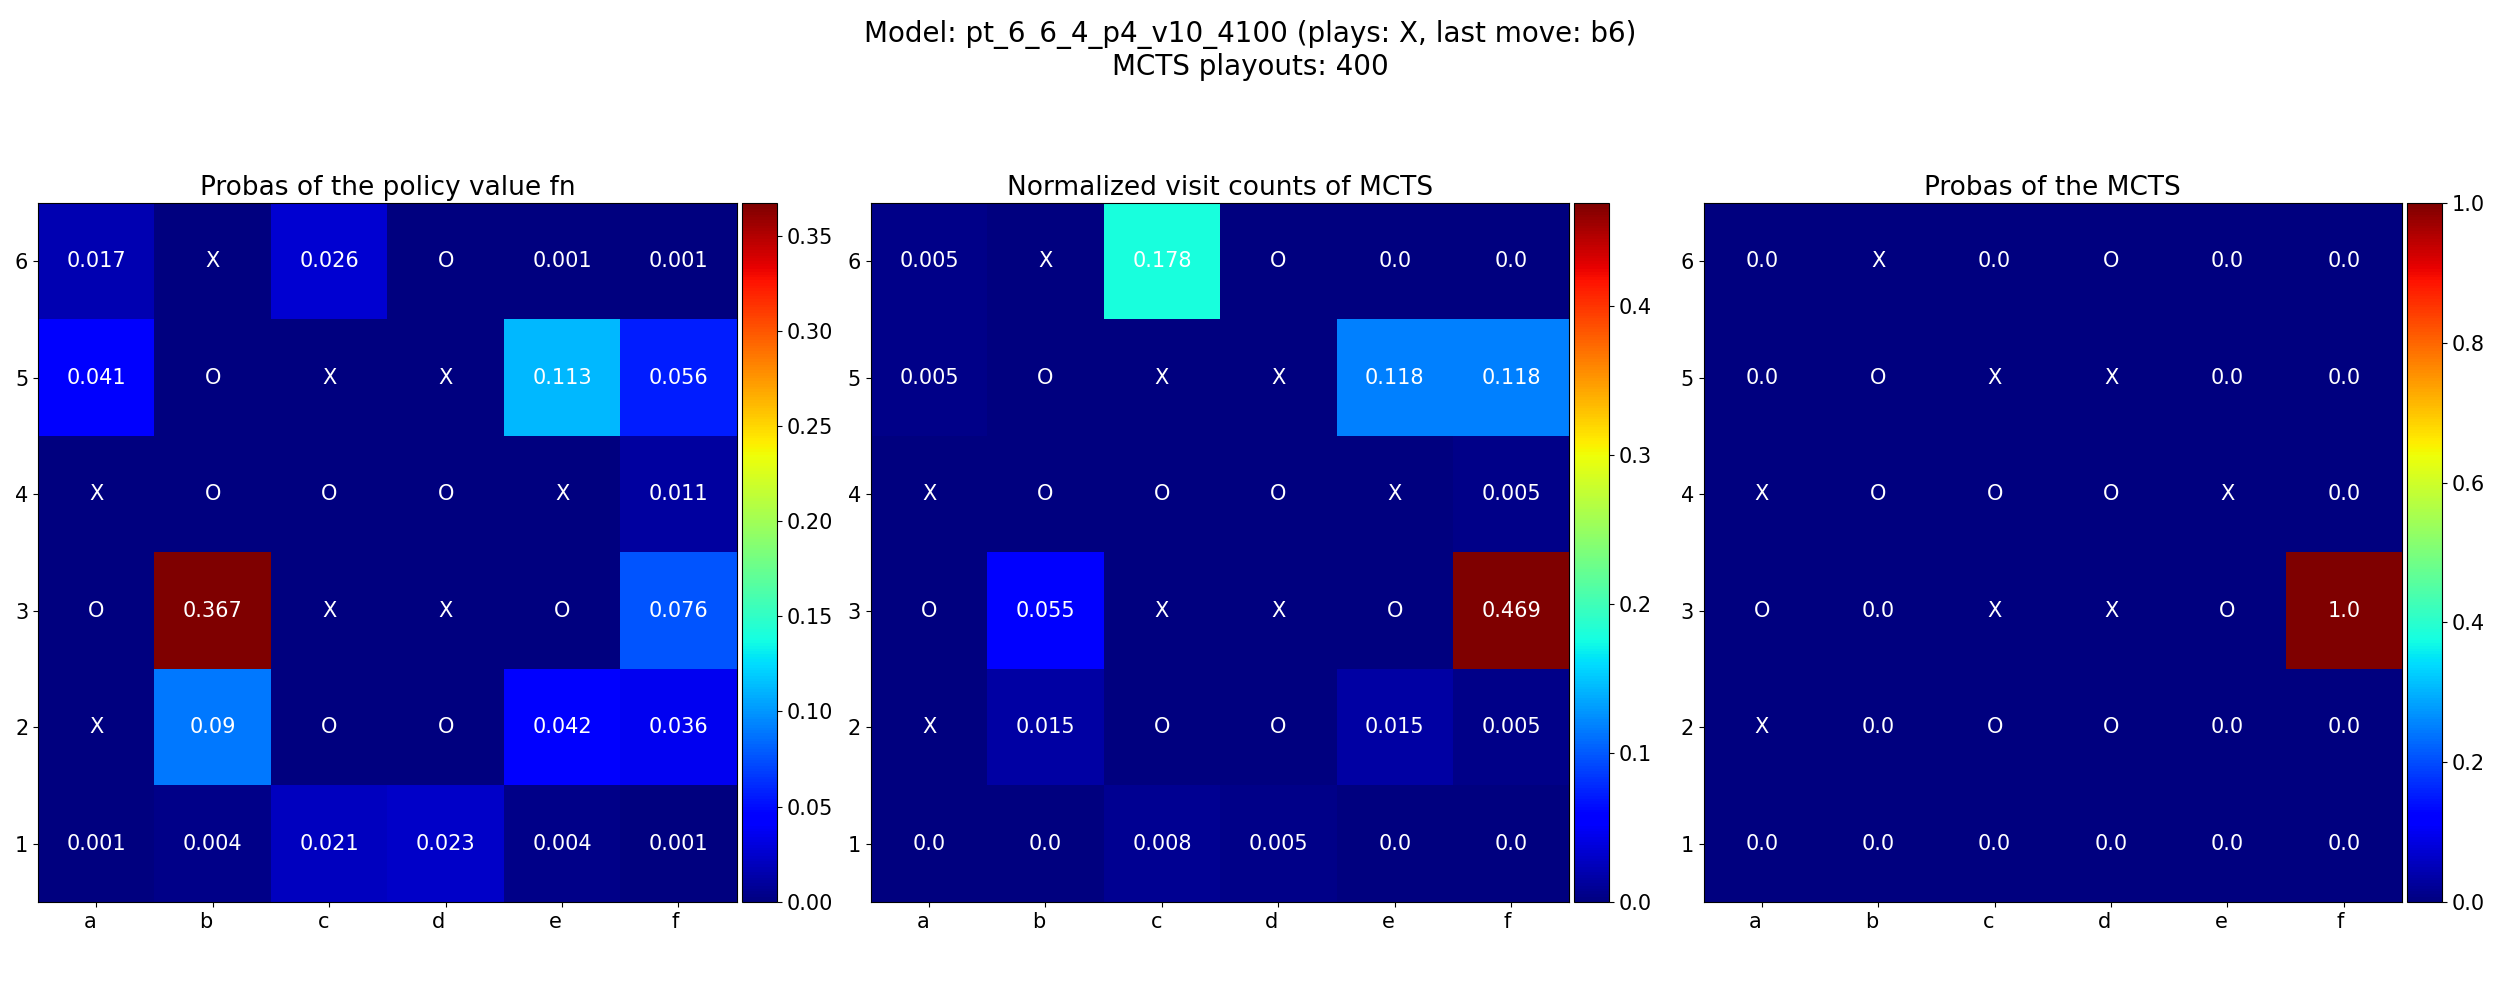 Model: pt_6_6_4_p4_v10_4100 (plays: X, last move: b6)
MCTS playouts: 400
Probas of the policy value fn
6 0.017 X 0.026 O 0.001 0.001
5 0.041 O X X 0.113 0.056
4 X O O O X 0.011
3 O 0.367 X X O 0.076
2 X 0.09 O O 0.042 0.036
1 0.001 0.004 0.021 0.023 0.004 0.001
a b c d e f
0.35
0.30
0.25
0.20
0.15
0.10
0.05
0.00
Normalized visit counts of MCTS
6 0.005 X 0.178 O 0.0 0.0
5 0.005 O X X 0.118 0.118
4 X O O O X 0.005
3 O 0.055 X X O 0.469
2 X 0.015 O O 0.015 0.005
1 0.0 0.0 0.008 0.005 0.0 0.0
a b c d e f
0.4
0.3
0.2
0.1
0.0
Probas of the MCTS
6 0.0 X 0.0 O 0.0 0.0
5 0.0 O X X 0.0 0.0
4 X O O O X 0.0
3 O 0.0 X X O 1.0
2 X 0.0 O O 0.0 0.0
1 0.0 0.0 0.0 0.0 0.0 0.0
a b c d e f
1.0
0.8
0.6
0.4
0.2
0.0